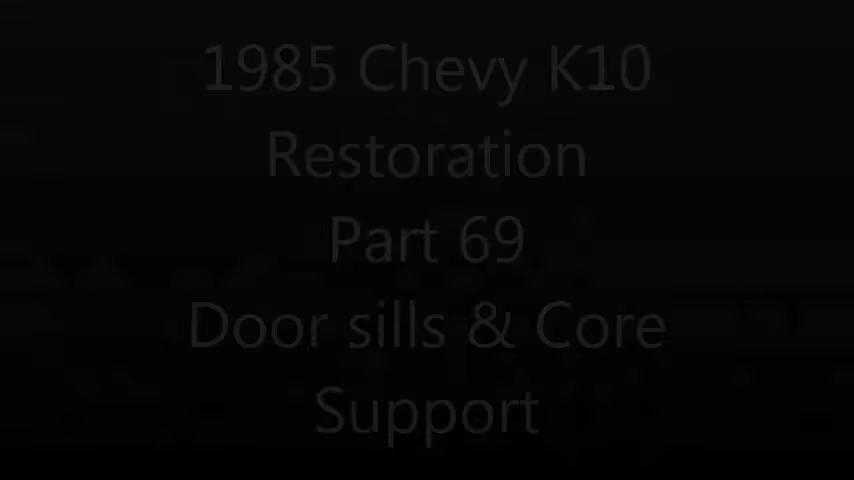 1985 Chevy K10
Restoration
Part 69
Door sills & Core
Support